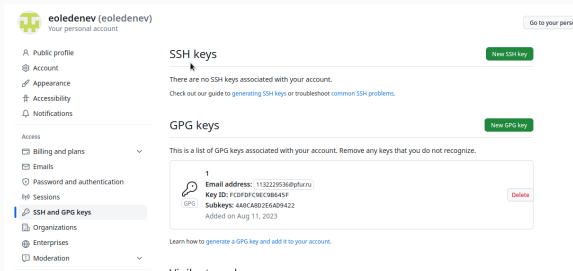 eoledenev (eoledenev)
Your personal account
Go to your perso
Public profile
Account
Appearance
Accessibility
Notifications
Access
Billing and plans
Emails
Password and authentication
Sessions
SSH and GPG keys
Organizations
Enterprises
Moderation
SSH keys
New SSH key
There are no SSH keys associated with your account.
Check out our guide to generating SSH keys or troubleshoot common SSH problems.
GPG keys
New GPG key
This is a list of GPG keys associated with your account. Remove any keys that you do not recognize.
1
Email address: 1132229536@pfur.ru
Key ID: FCDFDFC9EC9B645F
Subkeys: 4A0CA8D2E6AD9422
Added on Aug 11, 2023
GPG
Delete
Learn how to generate a GPG key and add it to your account.